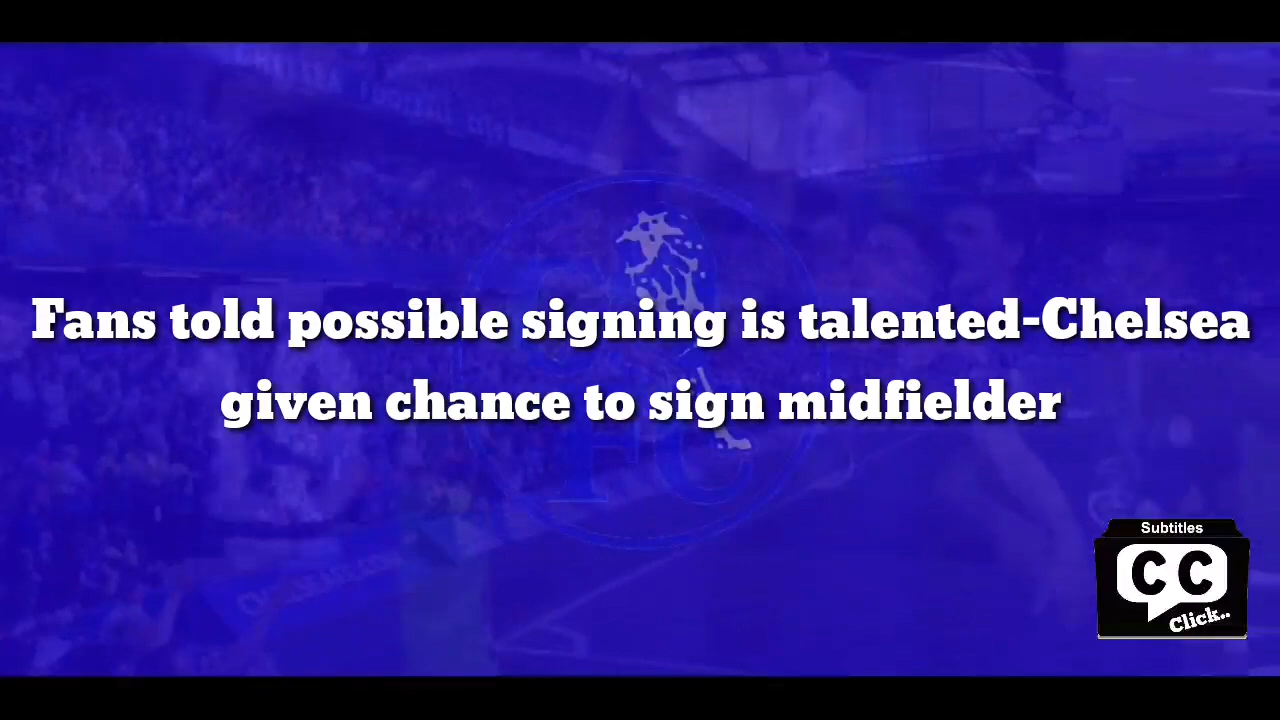 Fans told possible signing is talented-Chelsea
given chance to sign midfielder
Subtitles
CC
Click..